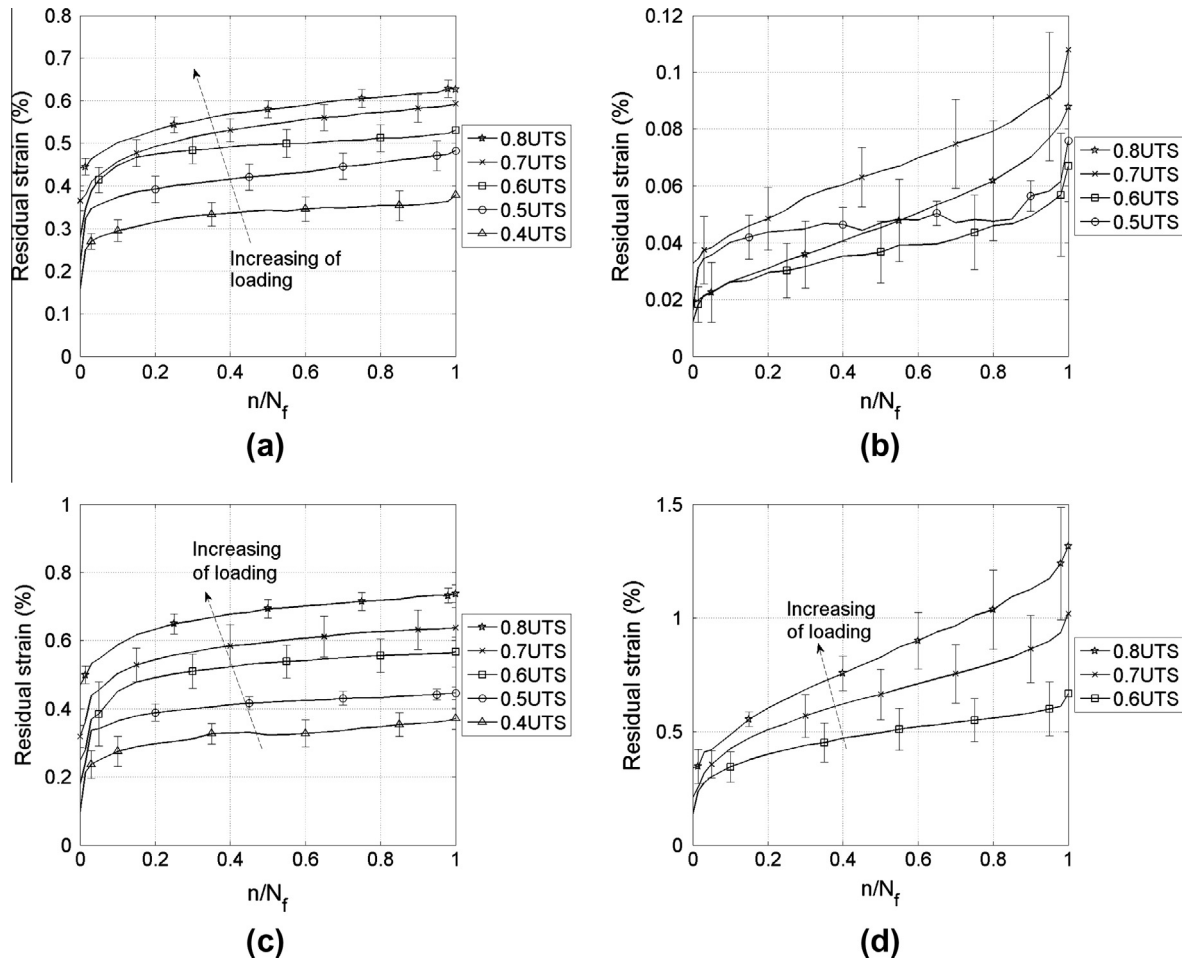 0.8
0.7
0.6
0.5
0.4
0.3
0.2
0.1
0
Residual strain (%)
Increasing of
loading
0 0.2 0.4 0.6 0.8 1
n/N_f
0.8UTS
0.7UTS
0.6UTS
0.5UTS
0.4UTS
(a)
0.12
0.1
0.08
0.06
0.04
0.02
0
Residual strain (%)
0 0.2 0.4 0.6 0.8 1
n/N_f
0.8UTS
0.7UTS
0.6UTS
0.5UTS
(b)
1
0.8
0.6
0.4
0.2
0
Residual strain (%)
Increasing
of loading
0 0.2 0.4 0.6 0.8 1
n/N_f
0.8UTS
0.7UTS
0.6UTS
0.5UTS
0.4UTS
(c)
1.5
1
0.5
0
Residual strain (%)
Increasing
of loading
0 0.2 0.4 0.6 0.8 1
n/N_f
0.8UTS
0.7UTS
0.6UTS
(d)